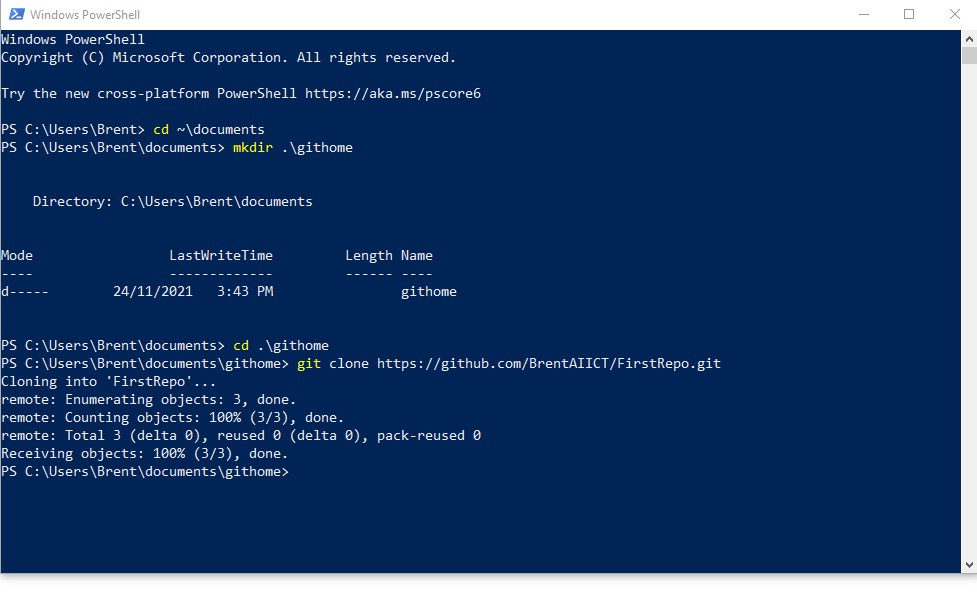 Windows PowerShell
Windows PowerShell
Copyright (C) Microsoft Corporation. All rights reserved.
Try the new cross-platform PowerShell https://aka.ms/pscore6
PS C:\Users\Brent> cd ~\documents
PS C:\Users\Brent\documents> mkdir .\githome
Directory: C:\Users\Brent\documents
Mode LastWriteTime Length Name
---- ------------- ------ ----
d----- 24/11/2021 3:43 PM githome
PS C:\Users\Brent\documents> cd .\githome
PS C:\Users\Brent\documents\githome> git clone https://github.com/BrentAIICT/FirstRepo.git
Cloning into 'FirstRepo'...
remote: Enumerating objects: 3, done.
remote: Counting objects: 100% (3/3), done.
remote: Total 3 (delta 0), reused 0 (delta 0), pack-reused 0
Receiving objects: 100% (3/3), done.
PS C:\Users\Brent\documents\githome>